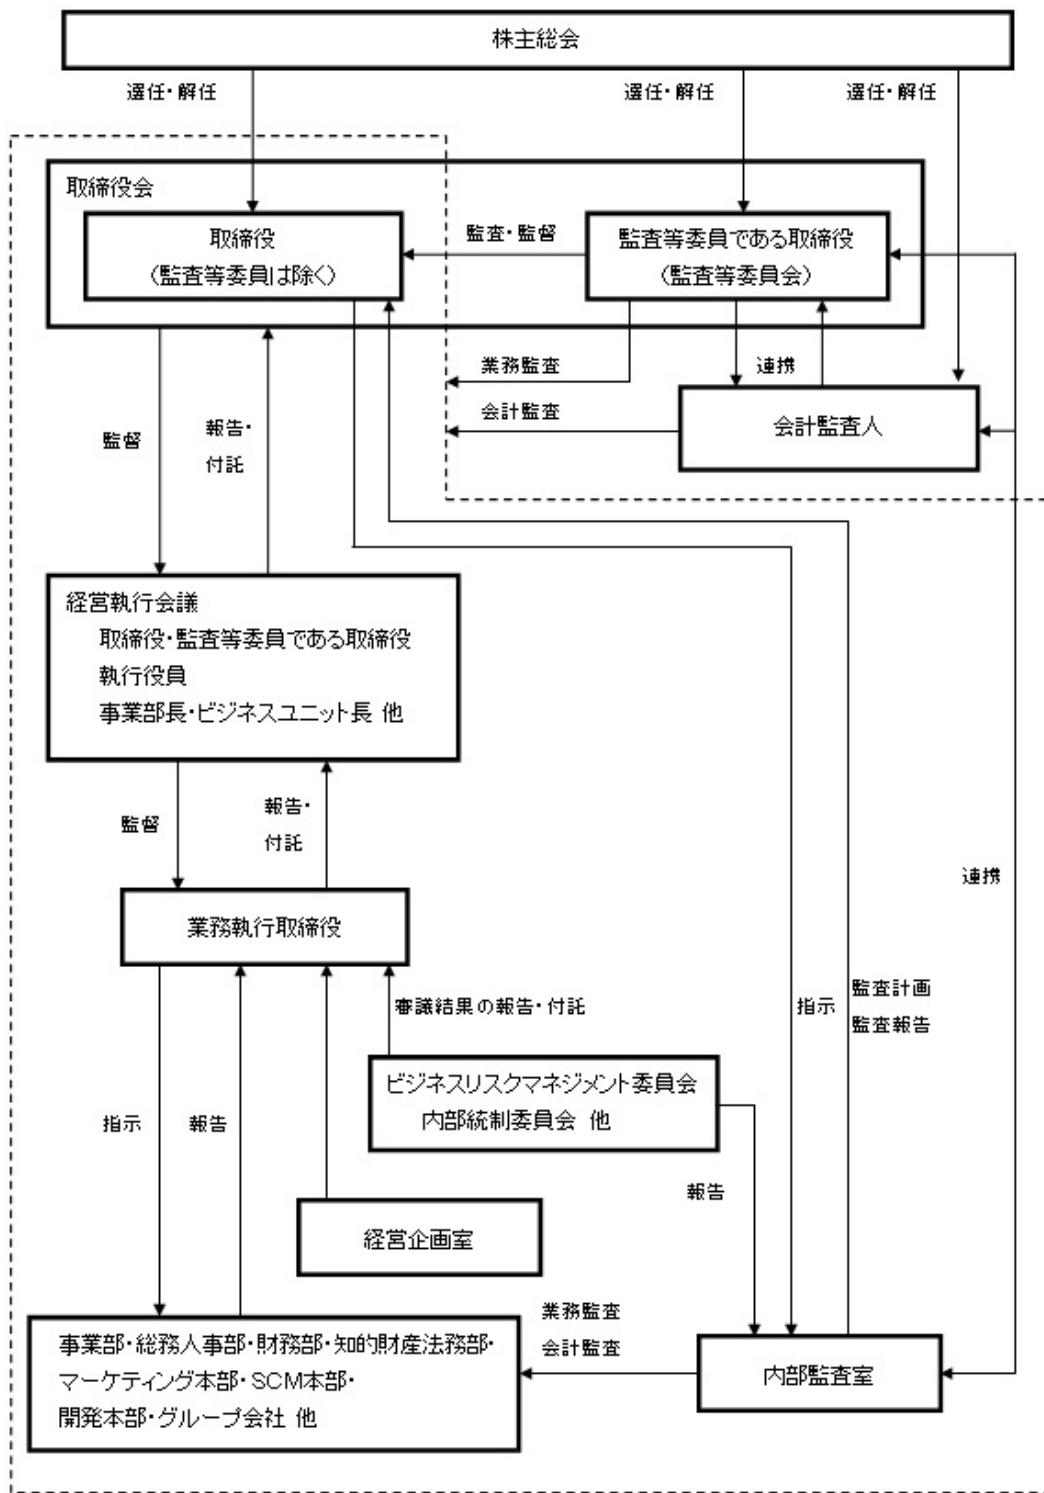 株主総会
選任・解任
選任・解任
選任・解任
取締役会
取締役
(監査等委員は除く)
監査・監督
監査等委員である取締役
(監査等委員会)
業務監査
連携
会計監査
会計監査人
監督
報告・
付託
経営執行会議
取締役・監査等委員である取締役
執行役員
事業部長・ビジネスユニット長 他
監督
報告・
付託
連携
業務執行取締役
審議結果の報告・付託
指示
監査計画
監査報告
ビジネスリスクマネジメント委員会
内部統制委員会 他
指示
報告
報告
経営企画室
業務監査
会計監査
事業部・総務人事部・財務部・知的財産法務部・
マーケティング本部・SCM本部・
開発本部・グループ会社 他
内部監査室